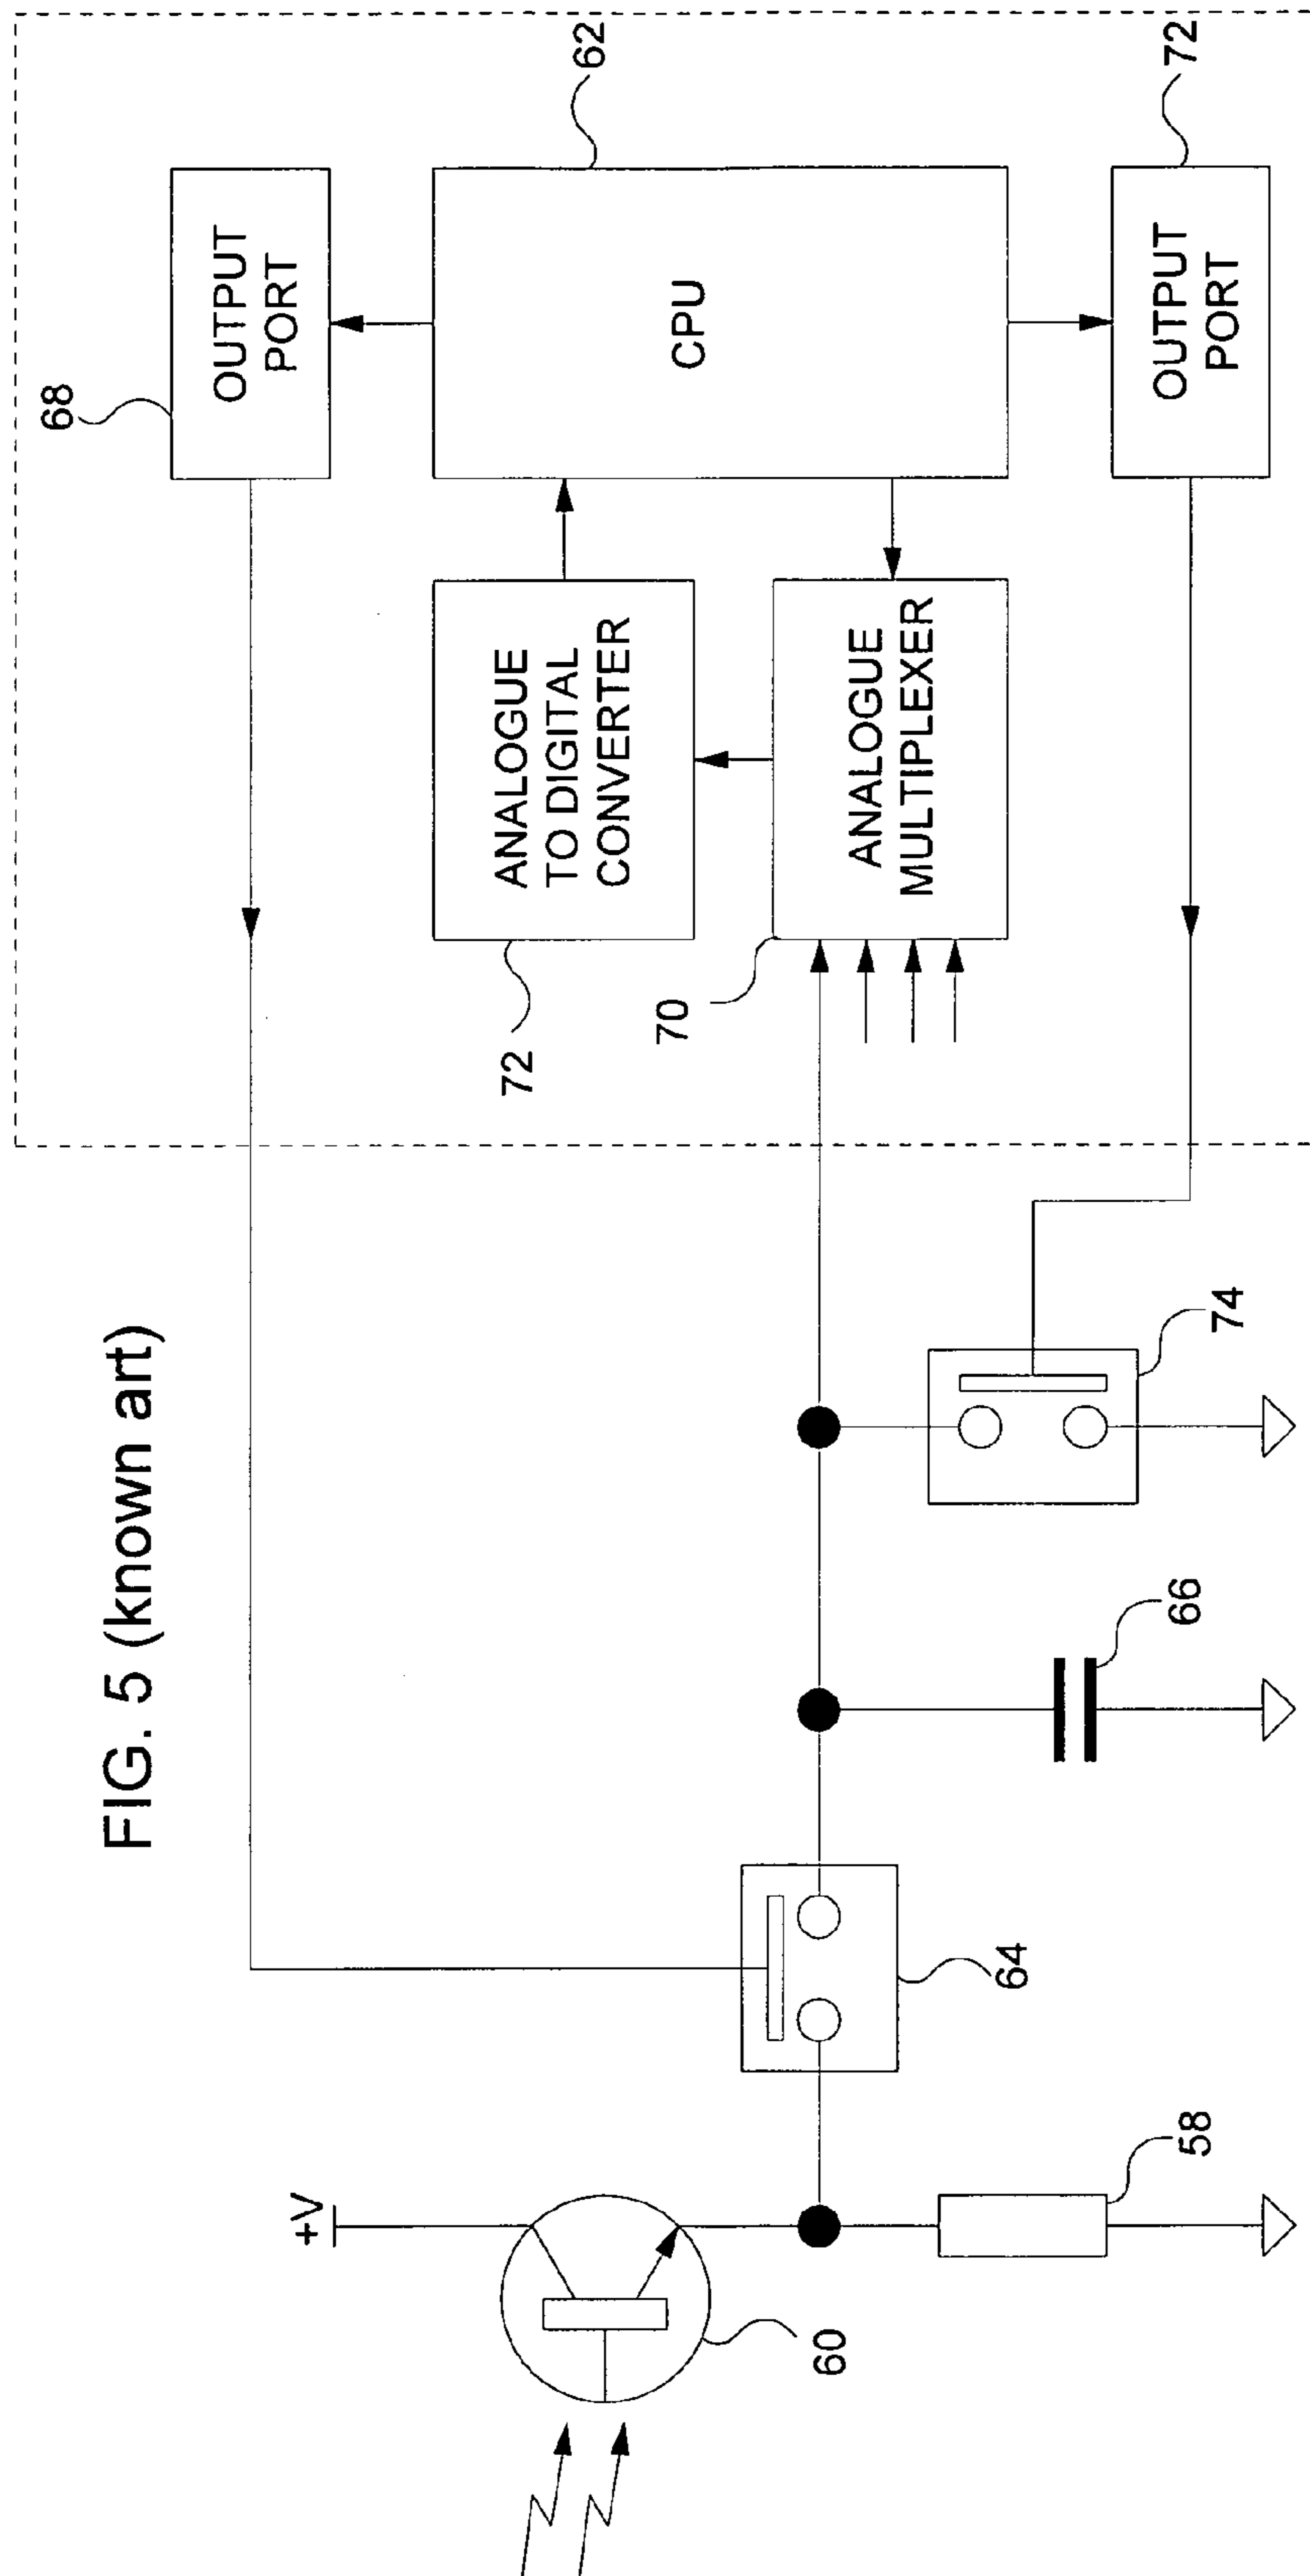 FIG. 5 (known art)
68
OUTPUT
PORT
62
CPU
72
ANALOGUE
TO DIGITAL
CONVERTER
70
ANALOGUE
MULTIPLEXER
72
OUTPUT
PORT
+V
60
58
64
66
74